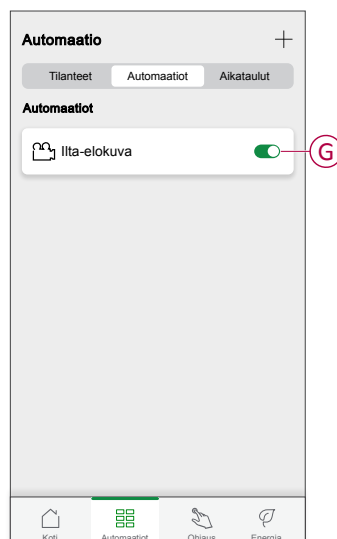 Automaatio
Tilanteet Automaatiot Aikataulut
Automaatiot
Ilta-elokuva
G
Koti Automaatiot Ohjaus Energia